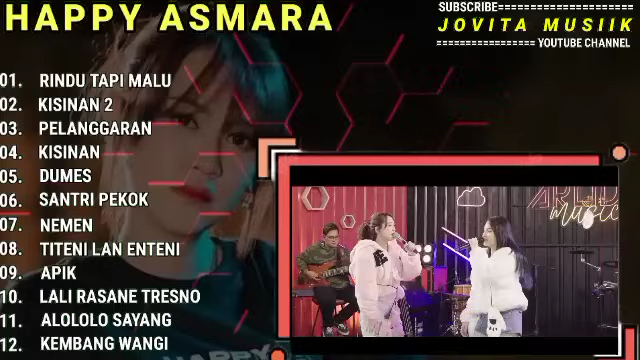 HAPPY ASMARA
SUBSCRIBE====================
JOVITA MUSIIK
================ YOUTUBE CHANNEL
01. RINDU TAPI MALU
02. KISINAN 2
03. PELANGGARAN
04. KISINAN
05. DUMES
06. SANTRI PEKOK
07. NEMEN
08. TITENI LAN ENTENI
09. APIK
10. LALI RASANE TRESNO
11. ALOLOLO SAYANG
12. KEMBANG WANGI
music
HAPPY